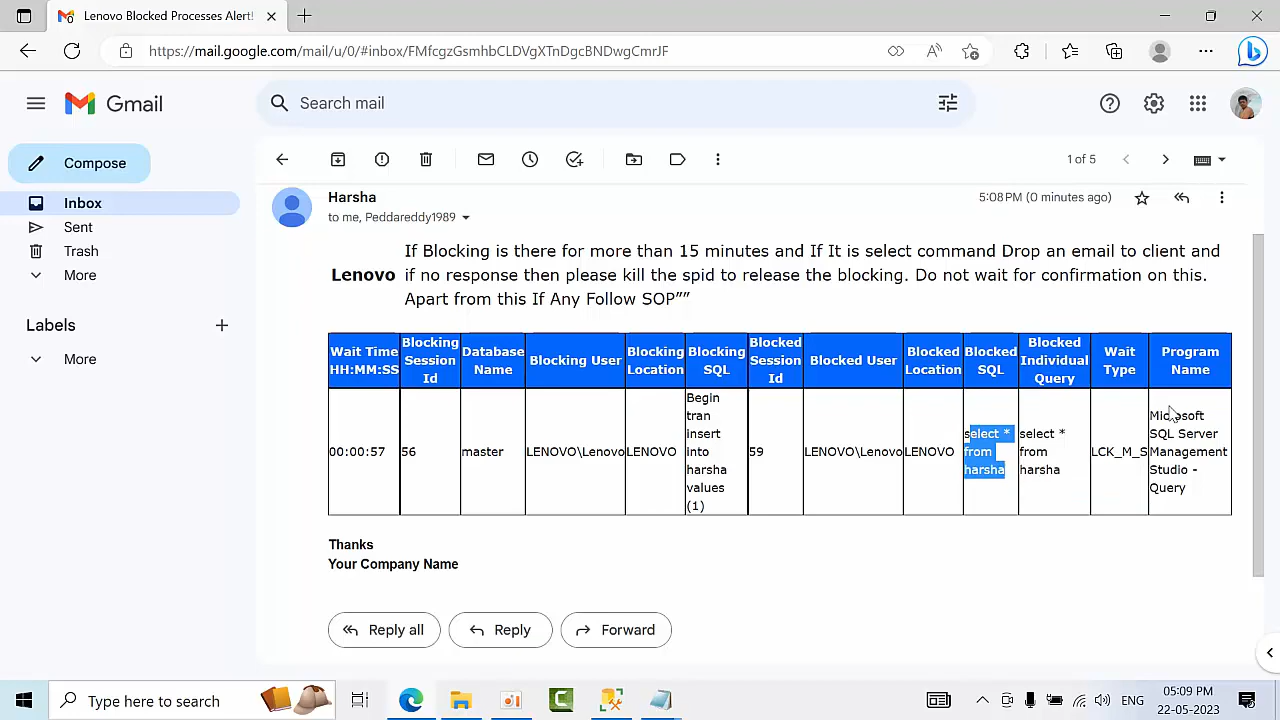 Lenovo Blocked Processes Alert!
https://mail.google.com/mail/u/0/#inbox/FMfcgzGsmhbCLDVgXTnDgcBNDwgCmrJF
Gmail
Search mail
Compose
1 of 5
Inbox
Sent
Trash
More
Labels
More
Harsha
5:08 PM (0 minutes ago)
to me, Peddareddy1989
If Blocking is there for more than 15 minutes and If It is select command Drop an email to client and
Lenovo if no response then please kill the spid to release the blocking. Do not wait for confirmation on this.
Apart from this If Any Follow SOP””
Wait Time
HH:MM:SS
Blocking
Session
Id
Database
Name
Blocking User
Blocking
Location
Blocking
SQL
Blocked
Session
Id
Blocked User
Blocked
Location
Blocked
SQL
Blocked
Individual
Query
Wait
Type
Program
Name
00:00:57
56
master
LENOVO\Lenovo
LENOVO
Begin
tran
insert
into
harsha
values
(1)
59
LENOVO\Lenovo
LENOVO
select *
from
harsha
select *
from
harsha
LCK_M_S
Microsoft
SQL Server
Management
Studio -
Query
Thanks
Your Company Name
Reply all
Reply
Forward
Type here to search
ENG
05:09 PM
22-05-2023